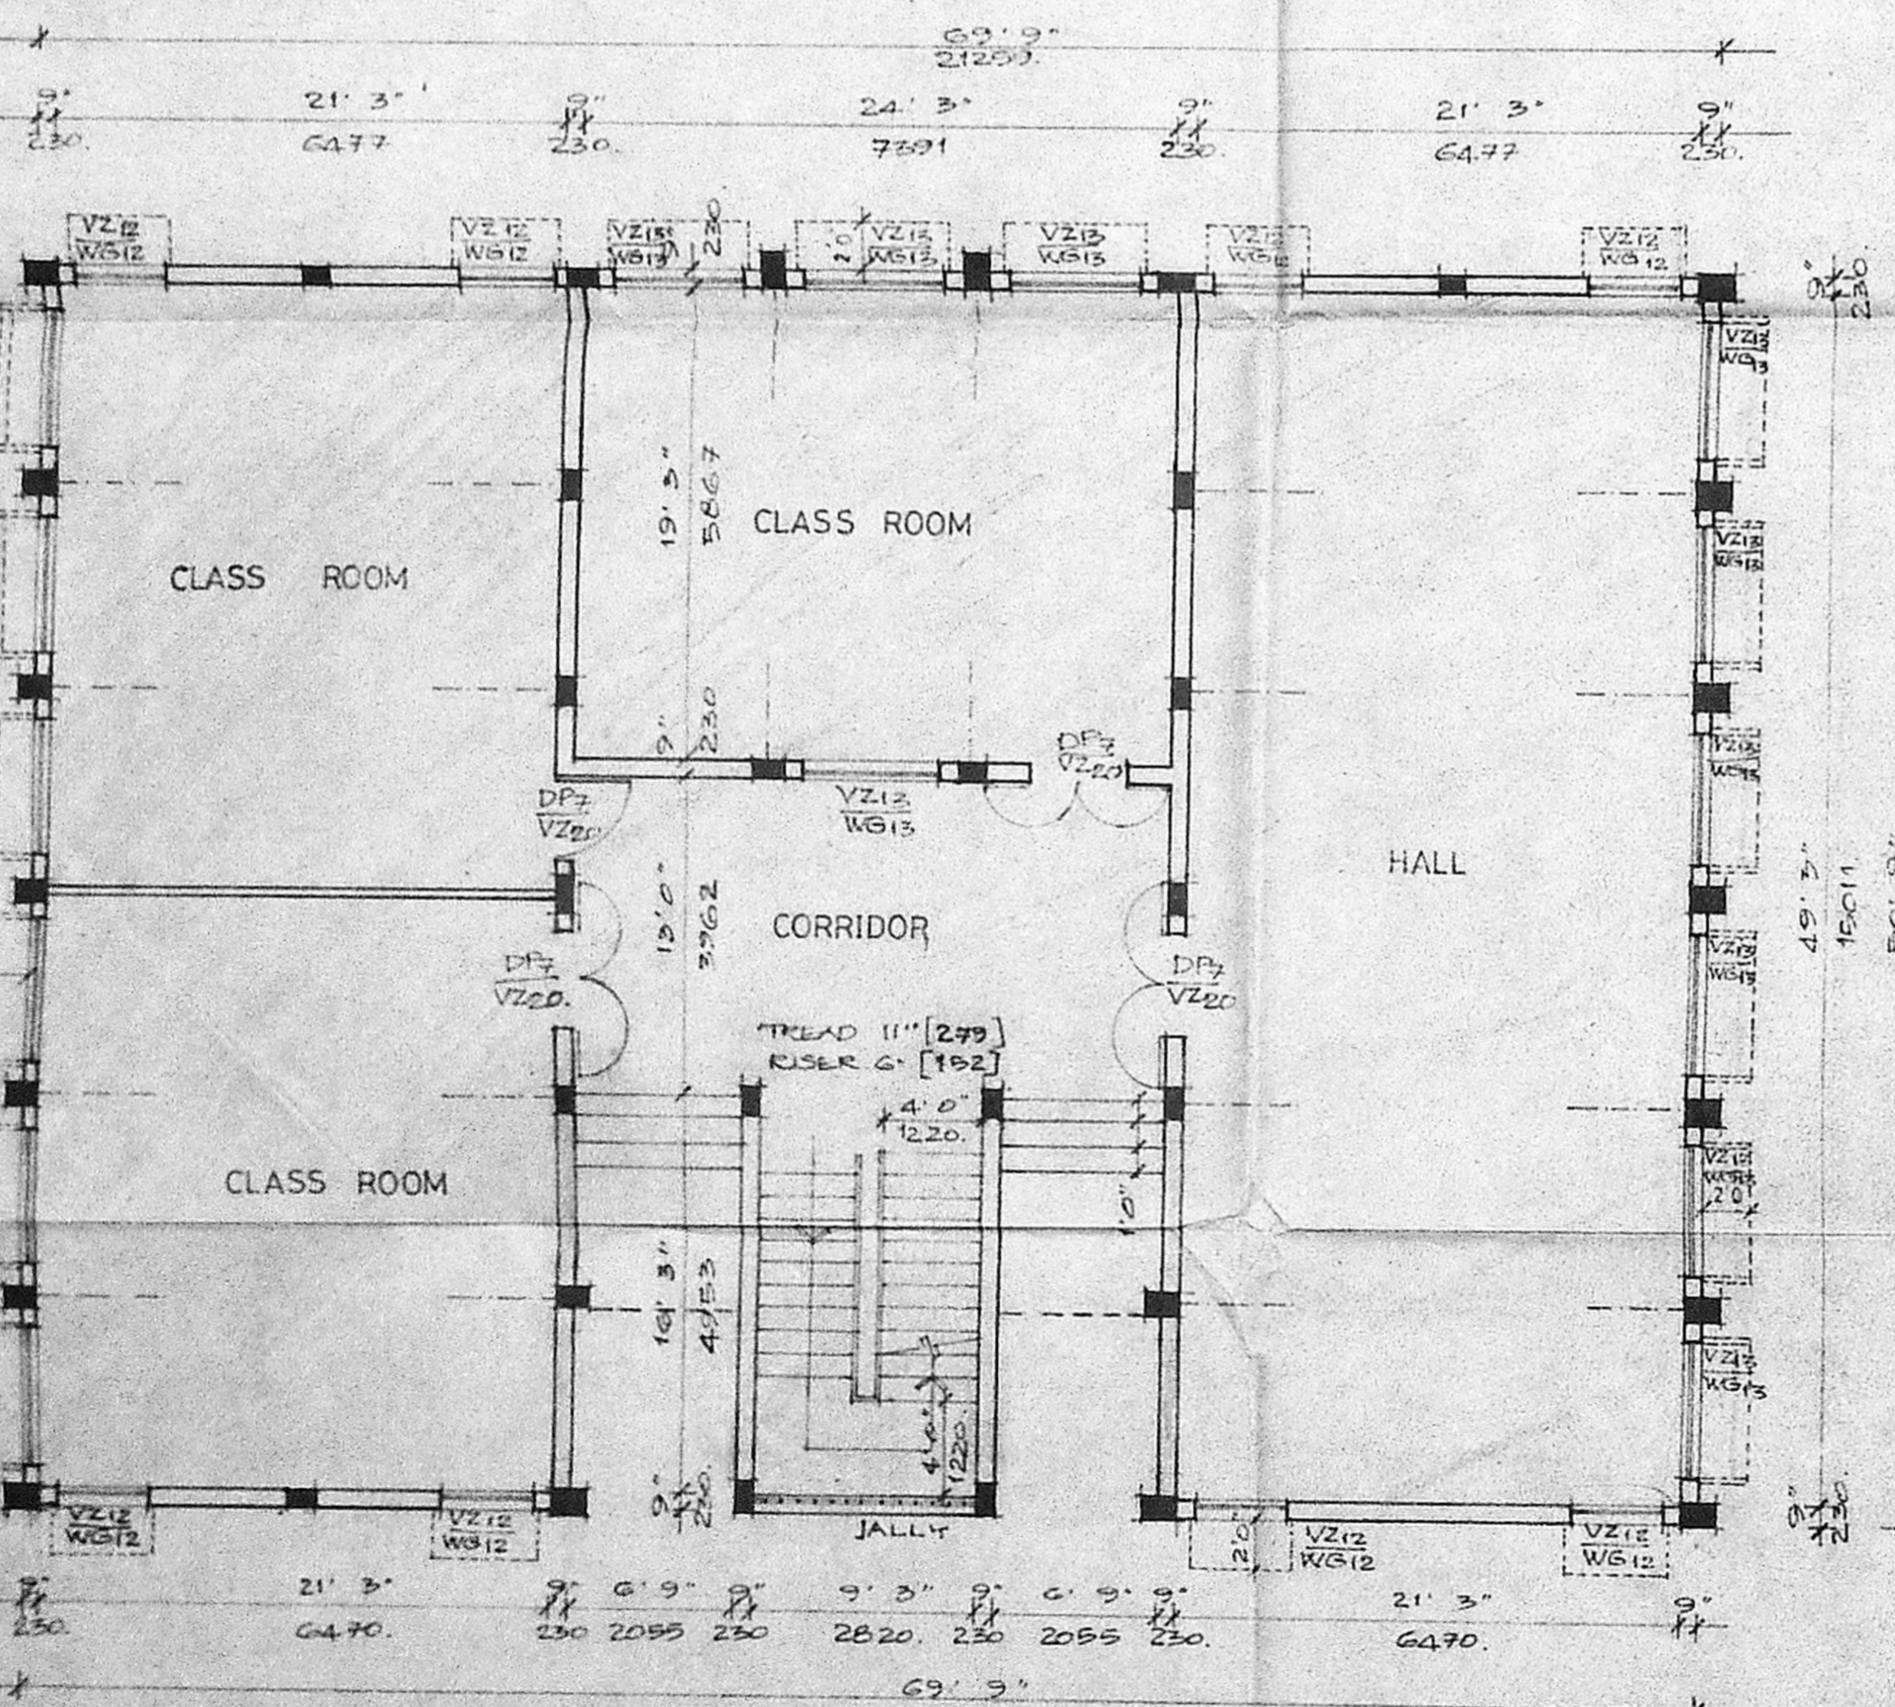 69' 9"
21259.
9" 21' 3" 9" 24' 3" 9" 21' 3" 9"
230. 6477 230. 7391 230. 6477 230.
VZ12 VZ12 VZ13 230 20 VZ13 VZ13 VZ12
WG12 WG12 WG13 WG13 WG13 WG12
9" 230
VZ13
WG13
19' 3" 5867
CLASS ROOM
CLASS ROOM
VZ13
WG13
9" 230
DP7
VZ20
VZ13
WG13
DP7
VZ20
VZ13
WG13
HALL
49' 3" 15011
13' 0" 3962
CORRIDOR
VZ13
WG13
DP7
VZ20.
DP7
VZ20
TREAD 11" [279]
RISER 6" [152]
4' 0"
1220.
CLASS ROOM
VZ13
WG13
2'0"
1'0"
16' 3" 4953
VZ13
WG13
4'0" 1220.
9" 230.
9" 230.
JALLY
VZ12 VZ12 2'0" VZ12 VZ12
WG12 WG12 WG12 WG12
9" 21' 3" 9" 6' 9" 9" 9' 3" 9" 6' 9" 9" 21' 3" 9"
230. 6470. 230 2055 230 2820. 230 2055 230. 6470.
69' 9"